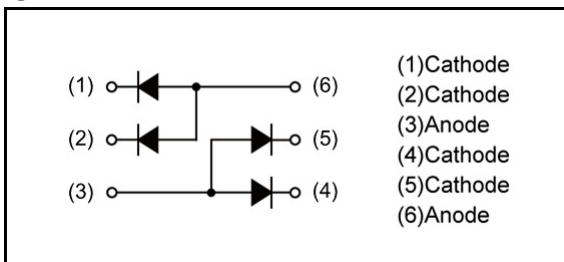 (1) (6)
(2) (5)
(3) (4)
(1)Cathode
(2)Cathode
(3)Anode
(4)Cathode
(5)Cathode
(6)Anode